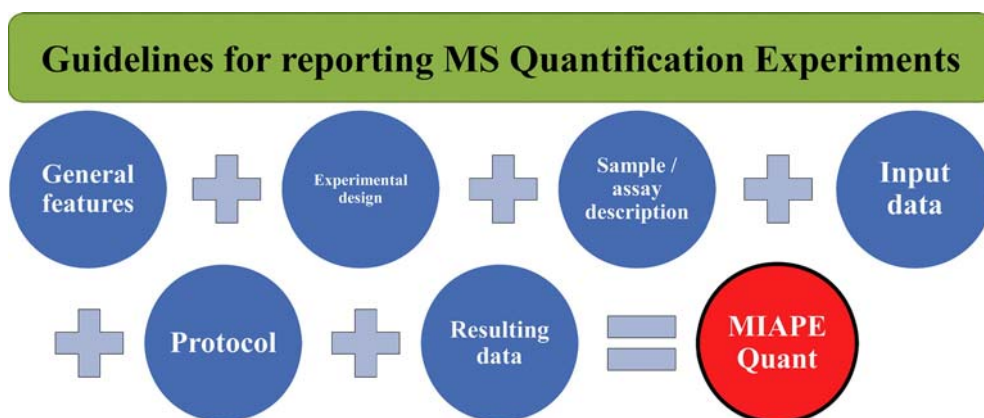 Guidelines for reporting MS Quantification Experiments
General
features
Experimental
design
Sample /
assay
description
Input
data
Protocol
Resulting
data
MIAPE
Quant